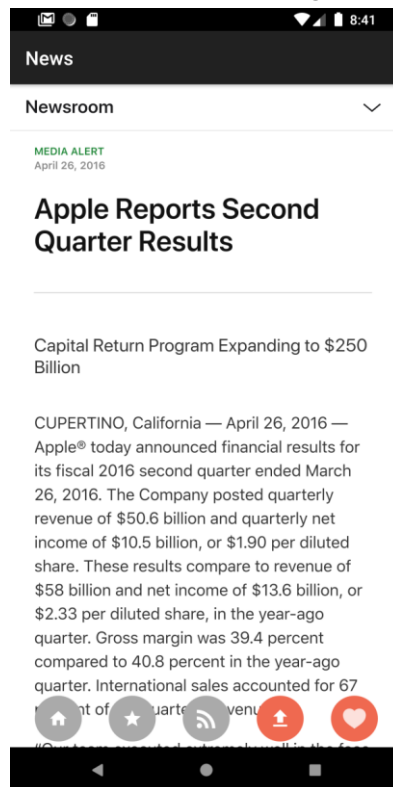 8:41
News
Newsroom
MEDIA ALERT
April 26, 2016
Apple Reports Second
Quarter Results
Capital Return Program Expanding to $250
Billion
CUPERTINO, California — April 26, 2016 —
Apple® today announced financial results for
its fiscal 2016 second quarter ended March
26, 2016. The Company posted quarterly
revenue of $50.6 billion and quarterly net
income of $10.5 billion, or $1.90 per diluted
share. These results compare to revenue of
$58 billion and net income of $13.6 billion, or
$2.33 per diluted share, in the year-ago
quarter. Gross margin was 39.4 percent
compared to 40.8 percent in the year-ago
quarter. International sales accounted for 67
of